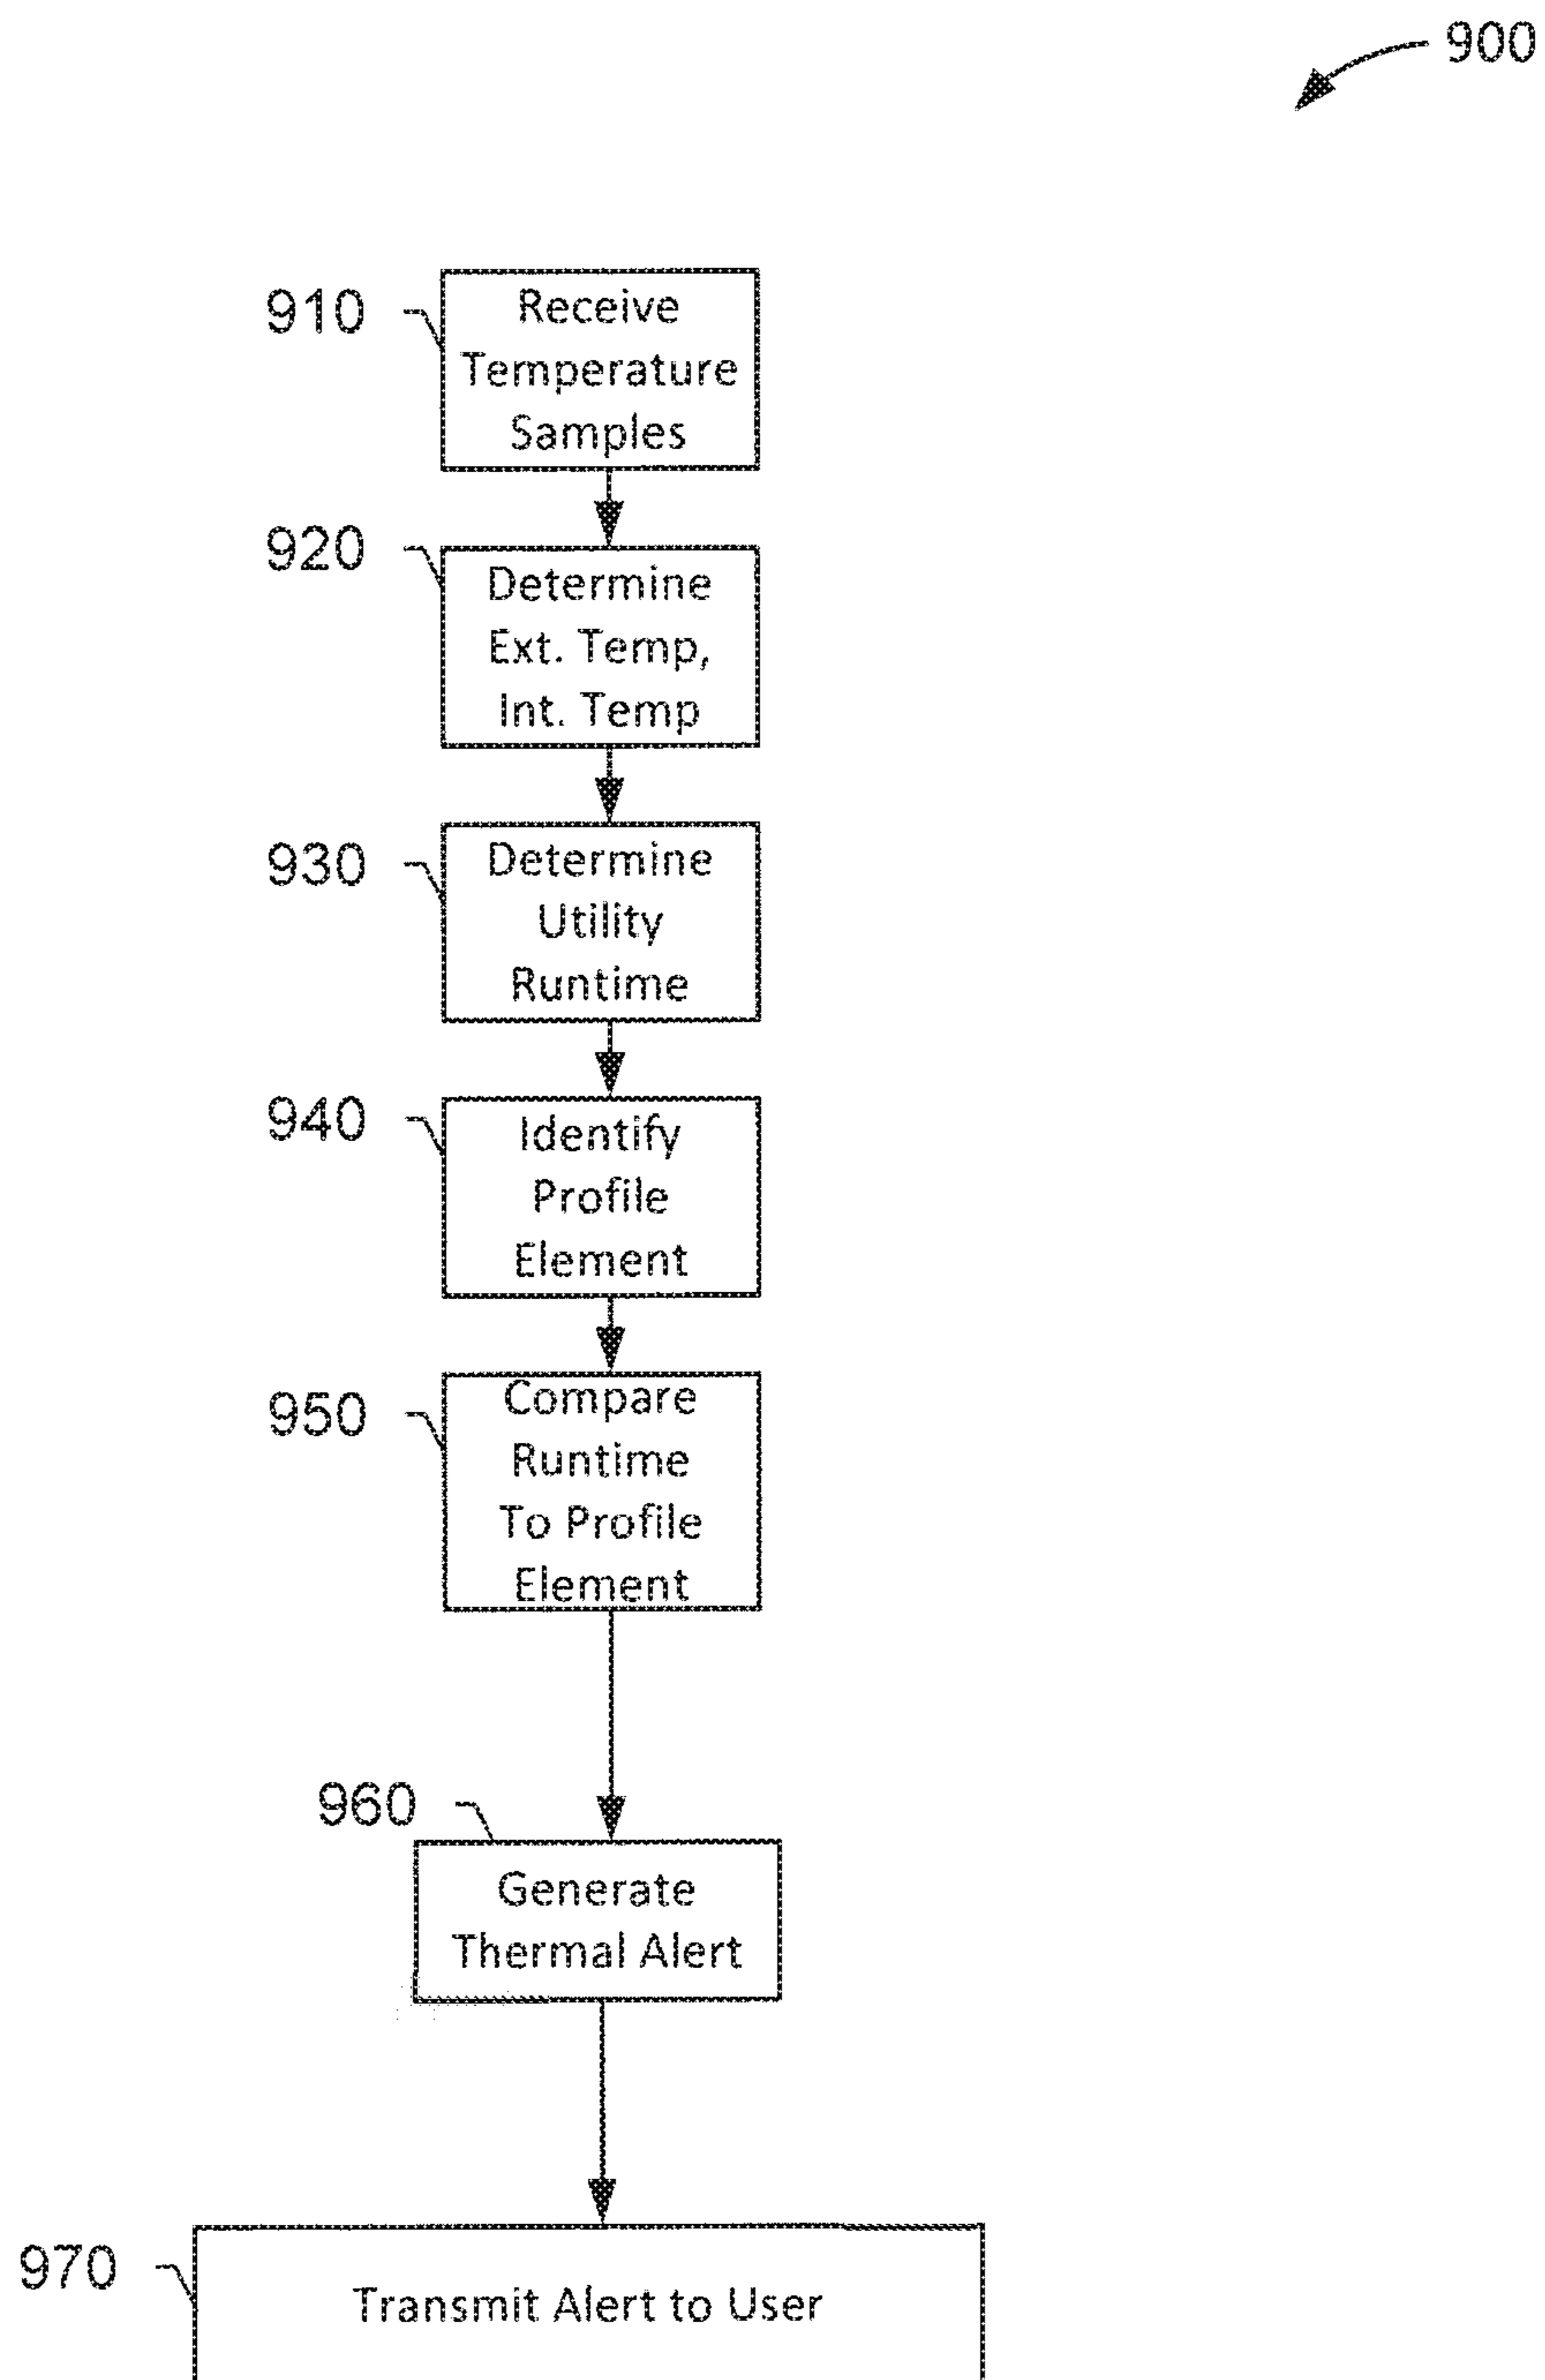 900
910
Receive
Temperature
Samples
920
Determine
Ext. Temp,
Int. Temp
930
Determine
Utility
Runtime
940
Identify
Profile
Element
950
Compare
Runtime
To Profile
Element
960
Generate
Thermal Alert
970
Transmit Alert to User